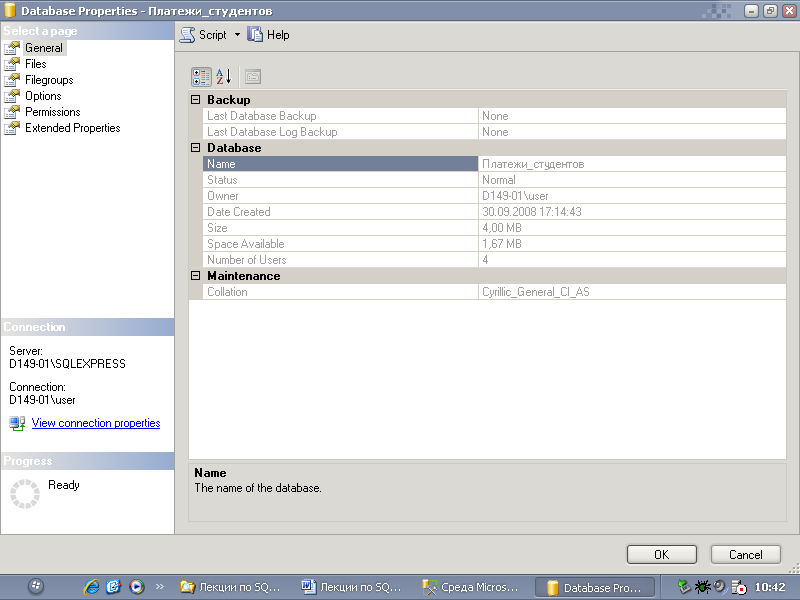 Database Properties - Платежи_студентов
Select a page
General
Files
Filegroups
Options
Permissions
Extended Properties
Script
Help
Backup
Last Database Backup None
Last Database Log Backup None
Database
Name Платежи_студентов
Status Normal
Owner D149-01\user
Date Created 30.09.2008 17:14:43
Size 4,00 MB
Space Available 1,67 MB
Number of Users 4
Maintenance
Collation Cyrillic_General_CI_AS
Connection
Server:
D149-01\SQLEXPRESS
Connection:
D149-01\user
View connection properties
Progress
Ready
Name
The name of the database.
OK Cancel
Лекции по SQ... Лекции по SQ... Среда Micros... Database Pro... 10:42